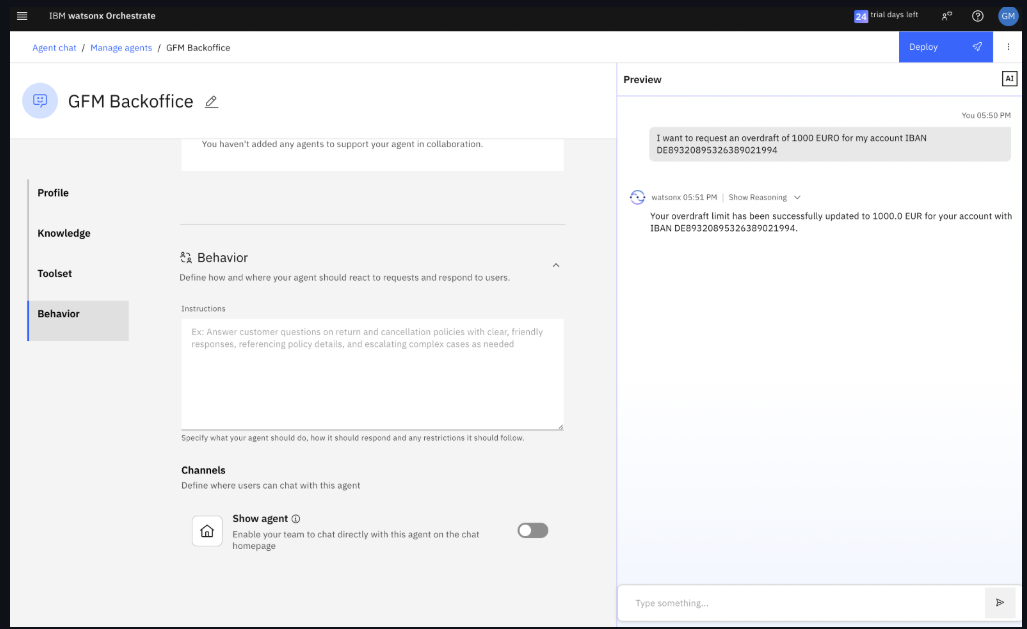 IBM watsonx Orchestrate
24 trial days left
GM
Agent chat / Manage agents / GFM Backoffice
Deploy
GFM Backoffice
You haven't added any agents to support your agent in collaboration.
Profile
Knowledge
Toolset
Behavior
Behavior
Define how and where your agent should react to requests and respond to users.
Instructions
Ex: Answer customer questions on return and cancellation policies with clear, friendly
responses, referencing policy details, and escalating complex cases as needed
Specify what your agent should do, how it should respond and any restrictions it should follow.
Channels
Define where users can chat with this agent
Show agent
Enable your team to chat directly with this agent on the chat
homepage
Preview
AI
You 05:50 PM
I want to request an overdraft of 1000 EURO for my account IBAN
DE89320895326389021994
watsonx 05:51 PM | Show Reasoning
Your overdraft limit has been successfully updated to 1000.0 EUR for your account with
IBAN DE89320895326389021994.
Type something...